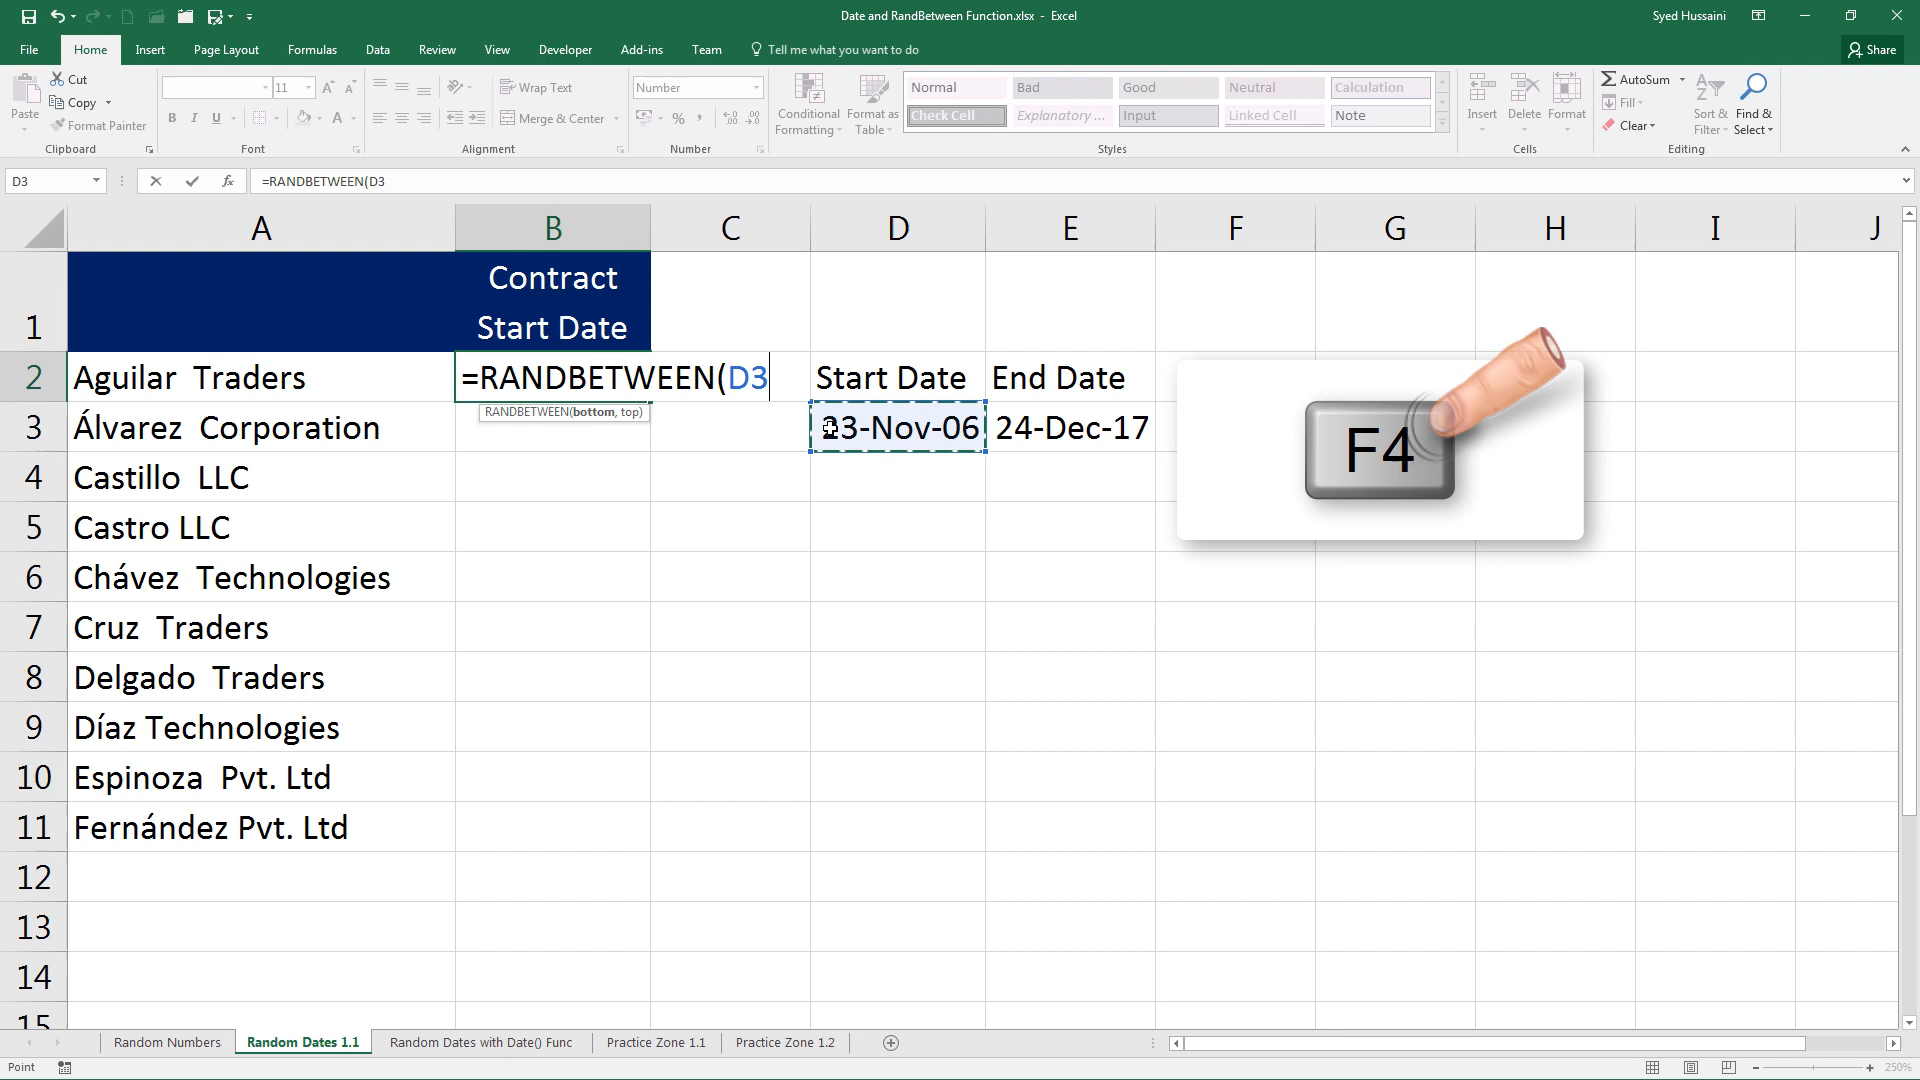 Date and RandBetween Function.xlsx - Excel
Syed Hussaini
File Home Insert Page Layout Formulas Data Review View Developer Add-ins Team Tell me what you want to do
Share
Paste
Cut
Copy
Format Painter
Clipboard
11
B I U
Font
Wrap Text
Merge & Center
Alignment
Number
%
Number
Conditional Formatting
Format as Table
Normal Bad Good Neutral Calculation
Check Cell Explanatory ... Input Linked Cell Note
Styles
Insert Delete Format
Cells
AutoSum
Fill
Clear
Sort & Filter
Find & Select
Editing
D3
fx
=RANDBETWEEN(D3
A B C D E F G H I J
Contract
1 Start Date
2 Aguilar Traders =RANDBETWEEN(D3 Start Date End Date
RANDBETWEEN(bottom, top)
3 Álvarez Corporation 23-Nov-06 24-Dec-17
F4
4 Castillo LLC
5 Castro LLC
6 Chávez Technologies
7 Cruz Traders
8 Delgado Traders
9 Díaz Technologies
10 Espinoza Pvt. Ltd
11 Fernández Pvt. Ltd
12
13
14
15
Random Numbers Random Dates 1.1 Random Dates with Date() Func Practice Zone 1.1 Practice Zone 1.2
Point
250%